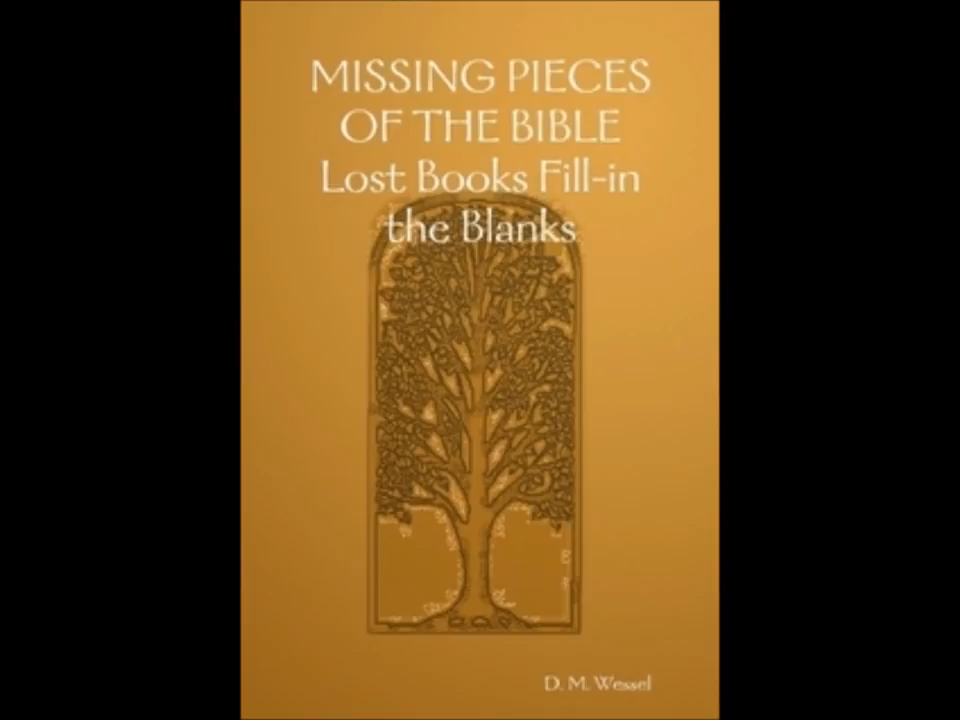 MISSING PIECES
OF THE BIBLE
Lost Books Fill-in
the Blanks
D. M. Wessel